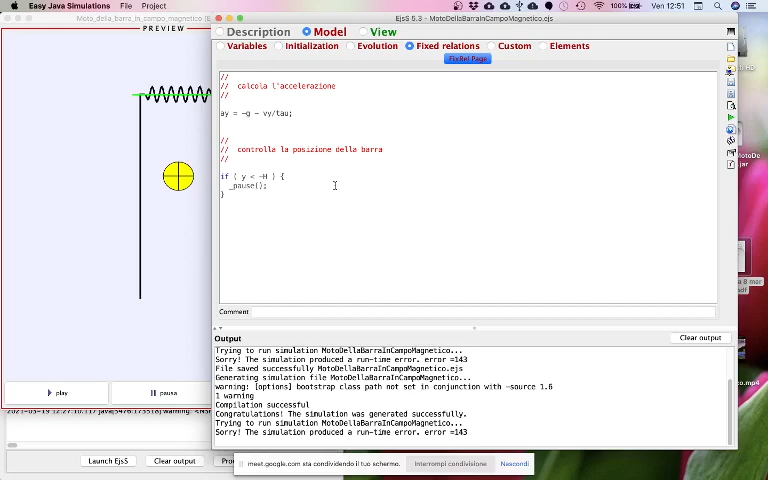 Easy Java Simulations File Project
100% Ven 12:51
Moto_della_barra_in_campo_magnetico
PREVIEW
EjsS 5.3 - MotoDellaBarraInCampoMagnetico.ejs
Description Model View
Variables Initialization Evolution Fixed relations Custom Elements
FixRel Page
//
// calcola l'accelerazione
//
ay = -g - vy/tau;
//
// controlla la posizione della barra
//
if ( y < -H ) {
_pause();
}
Comment
Output
Clear output
Trying to run simulation MotoDellaBarraInCampoMagnetico...
Sorry! The simulation produced a run-time error. error =143
File saved successfully MotoDellaBarraInCampoMagnetico.ejs
Generating simulation file MotoDellaBarraInCampoMagnetico...
warning: [options] bootstrap class path not set in conjunction with -source 1.6
1 warning
Compilation successful
Congratulations! The simulation was generated successfully.
Trying to run simulation MotoDellaBarraInCampoMagnetico...
Sorry! The simulation produced a run-time error. error =143
play
pausa
Launch EjsS
Clear output
meet.google.com sta condividendo il tuo schermo.
Interrompi condivisione
Nascondi